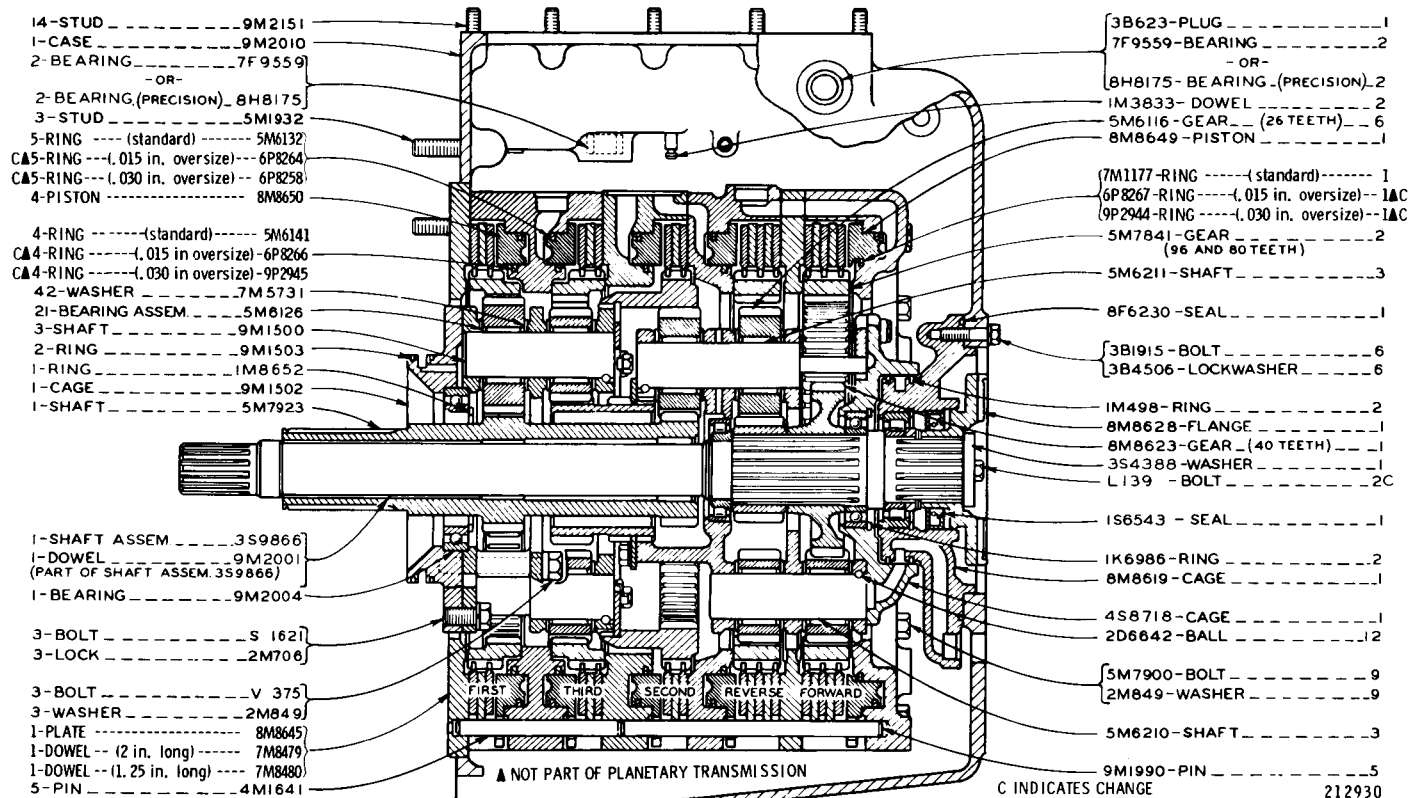 14-STUD 9M2151
1-CASE 9M2010
2-BEARING 7F9559
-OR-
2-BEARING (PRECISION) 8H8175
3-STUD 5M1932
5-RING ---- (standard) ------ 5M6132
C▲5-RING ---(.015 in. oversize)-- 6P8264
C▲5-RING ---(.030 in. oversize)-- 6P8258
4-PISTON -------------- 8M8650
4-RING -----(standard)------ 5M6141
C▲4-RING ---(.015 in oversize)-6P8266
C▲4-RING ---(.030 in oversize)-9P2945
42-WASHER 7M5731
21-BEARING ASSEM. 5M6126
3-SHAFT 9M1500
2-RING 9M1503
1-RING 1M8652
1-CAGE 9M1502
1-SHAFT 5M7923
1-SHAFT ASSEM. 3S9866
1-DOWEL 9M2001
(PART OF SHAFT ASSEM. 3S9866)
1-BEARING 9M2004
3-BOLT S 1621
3-LOCK 2M706
3-BOLT V 375
3-WASHER 2M849
1-PLATE ---------------- 8M8645
1-DOWEL -- (2 in. long) ------ 7M8479
1-DOWEL --(1.25 in. long) ---- 7M8480
5-PIN 4M1641
FIRST THIRD SECOND REVERSE FORWARD
▲ NOT PART OF PLANETARY TRANSMISSION
3B623-PLUG 1
7F9559-BEARING 2
-OR-
8H8175-BEARING (PRECISION) 2
1M3833-DOWEL 2
5M6116-GEAR (26 TEETH) 6
8M8649-PISTON 1
7M1177-RING -----(standard)------ 1
6P8267-RING -----(.015 in. oversize)-- 1▲C
9P2944-RING -----(.030 in. oversize)--1▲C
5M7841-GEAR 2
(96 AND 80 TEETH)
5M6211-SHAFT 3
8F6230-SEAL 1
3B1915-BOLT 6
3B4506-LOCKWASHER 6
1M498-RING 2
8M8628-FLANGE 1
8M8623-GEAR (40 TEETH) 1
3S4388-WASHER 1
L139 -BOLT 2C
1S6543 -SEAL 1
1K6986-RING 2
8M8619-CAGE 1
4S8718-CAGE 1
2D6642-BALL 12
5M7900-BOLT 9
2M849-WASHER 9
5M6210-SHAFT 3
9M1990-PIN 5
C INDICATES CHANGE 212930